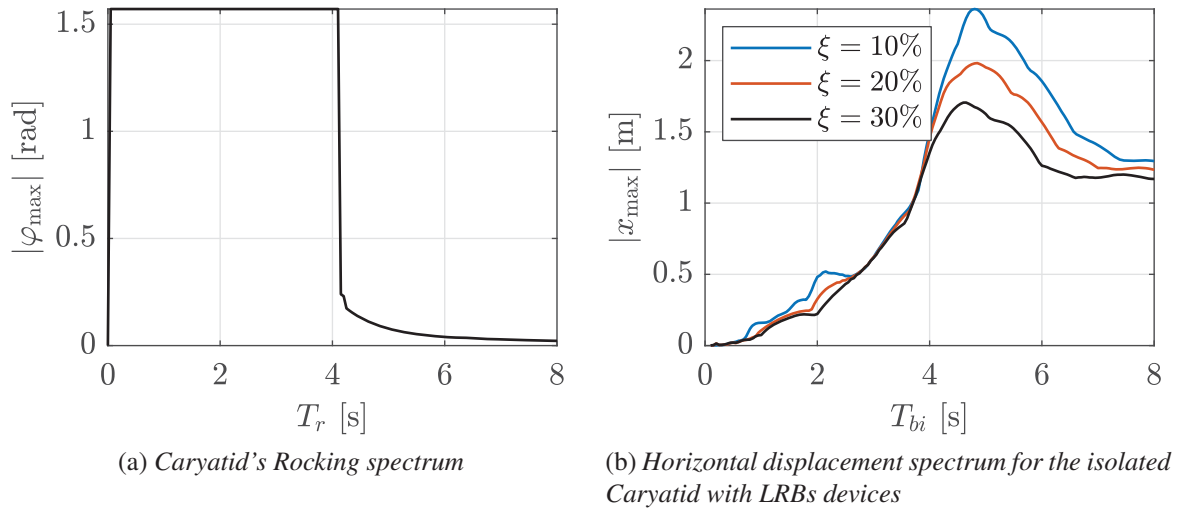 1.5
1
0.5
0
|φmax| [rad]
0 2 4 6 8
Tr [s]
(a) Caryatid's Rocking spectrum
2
1.5
1
0.5
0
|xmax| [m]
ξ = 10%
ξ = 20%
ξ = 30%
0 2 4 6 8
Tbi [s]
(b) Horizontal displacement spectrum for the isolated
Caryatid with LRBs devices